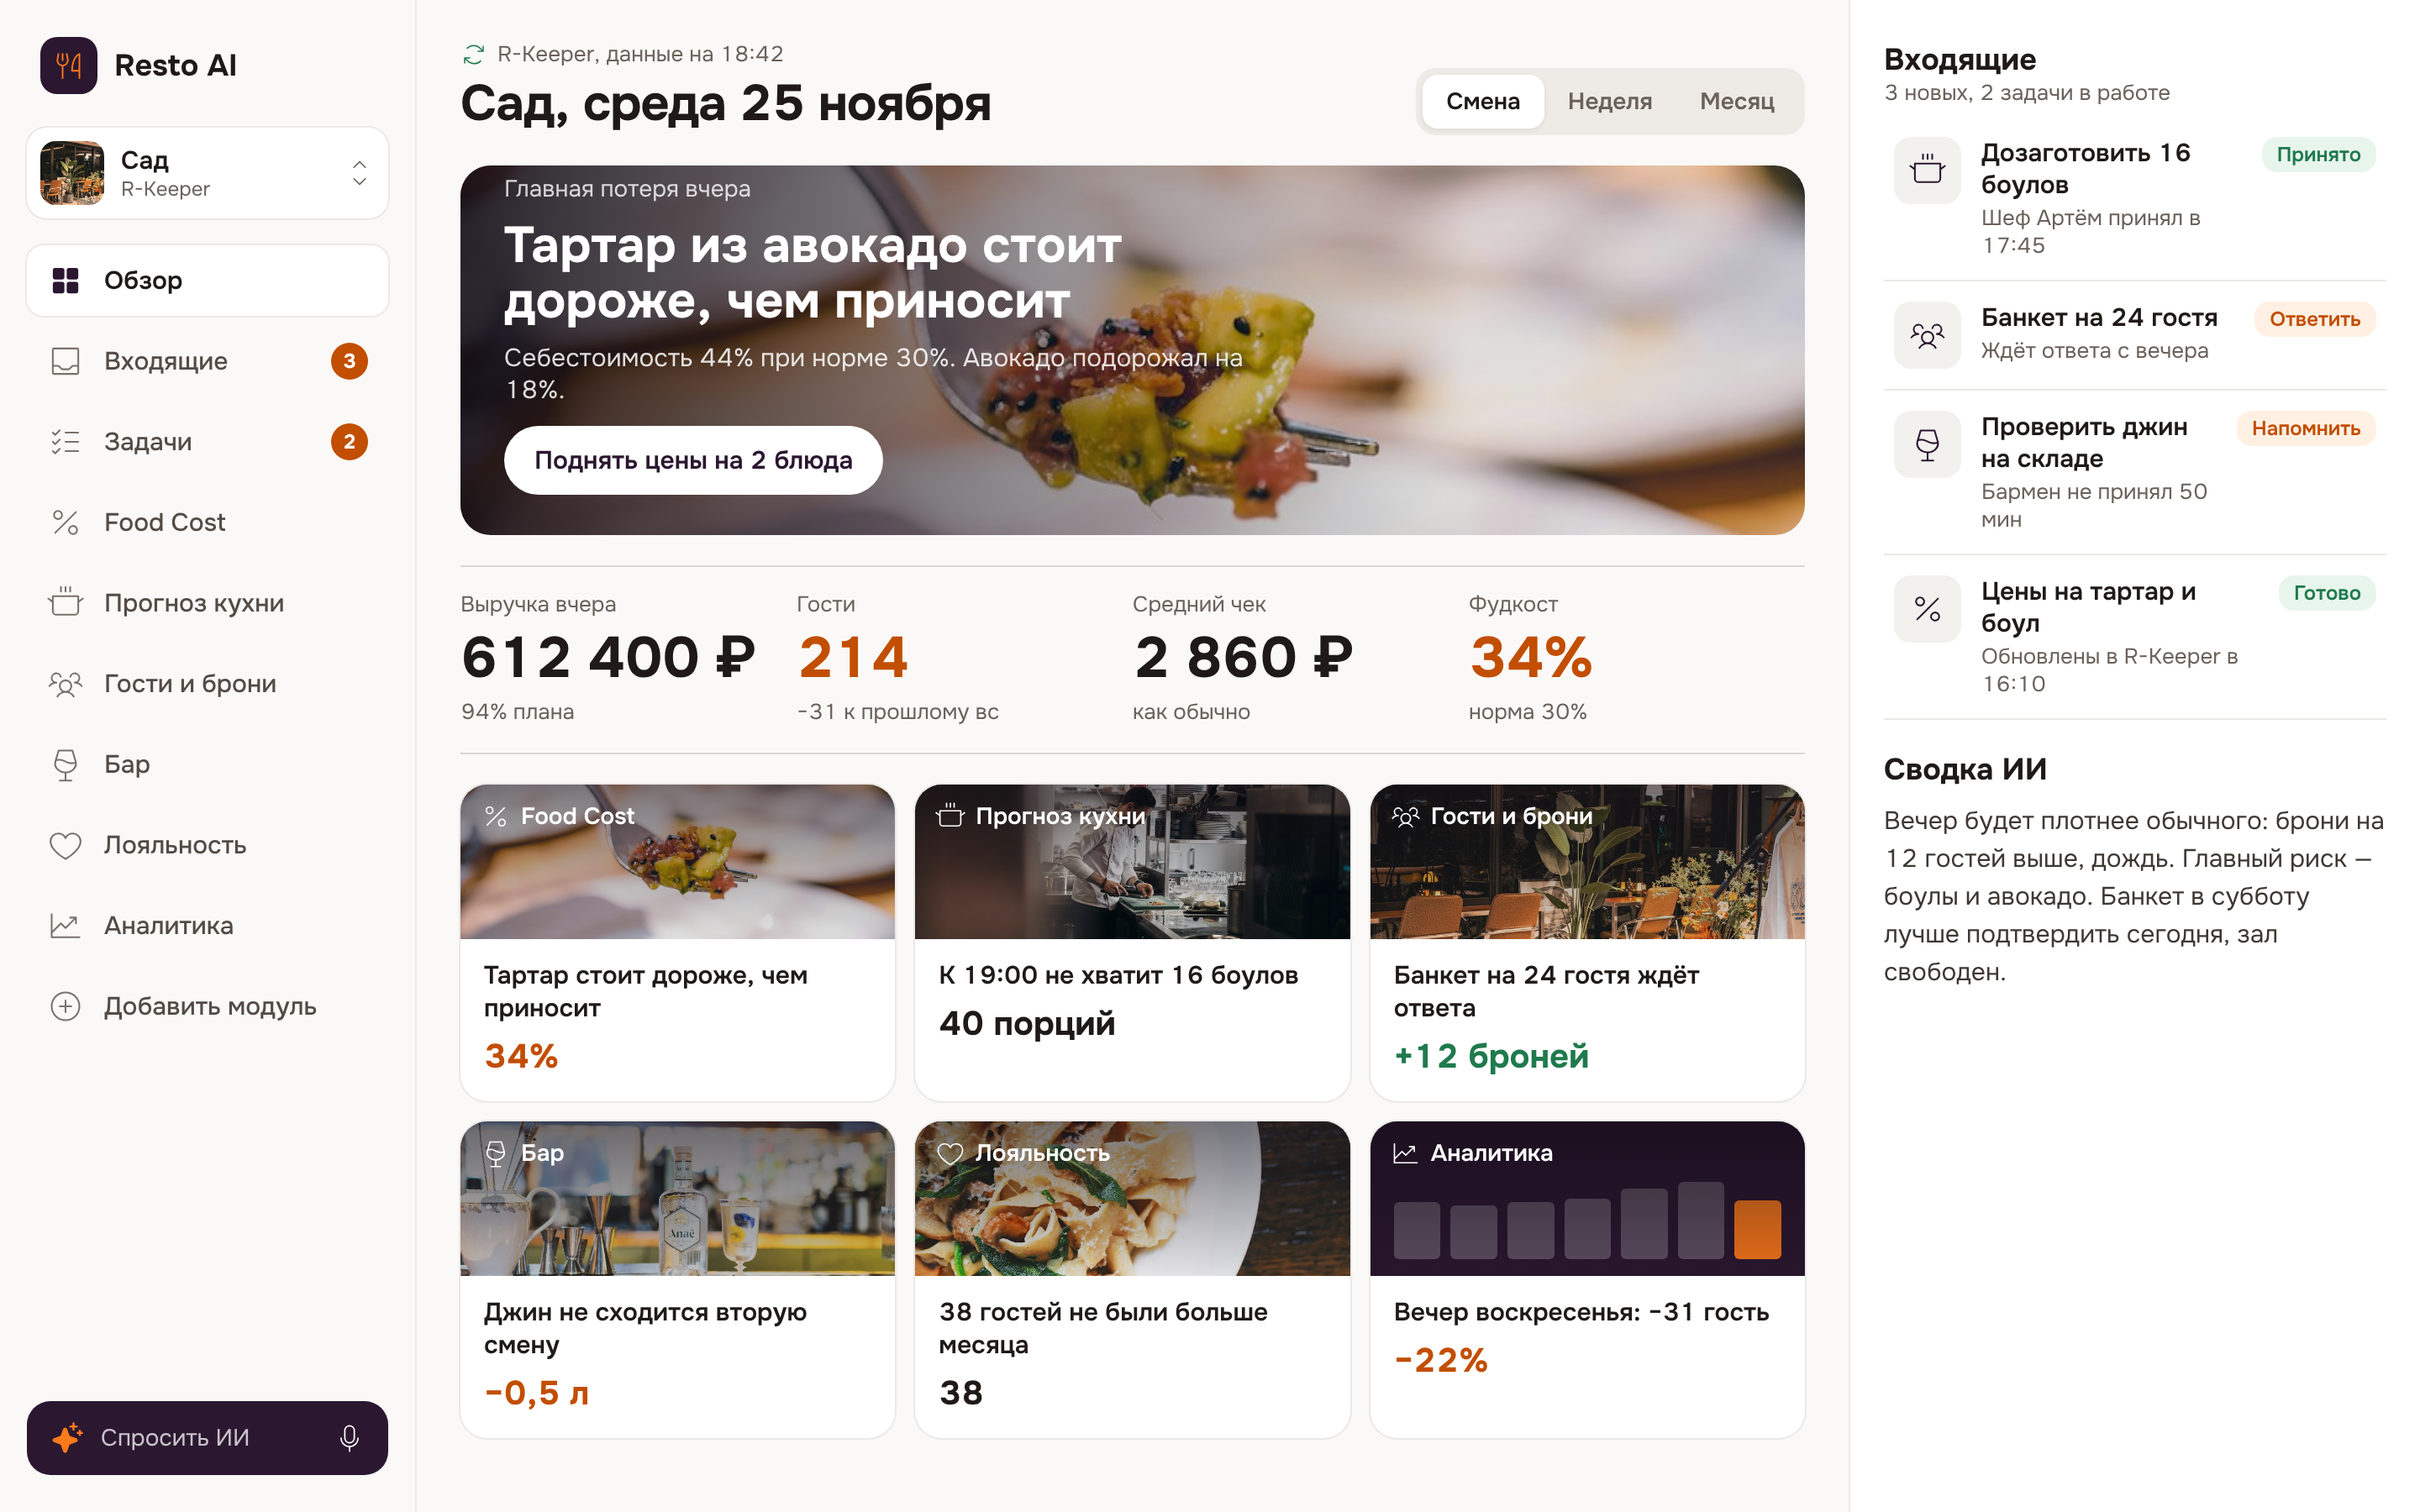 Resto AI
Сад
R-Keeper
Обзор
Входящие
3
Задачи
2
Food Cost
Прогноз кухни
Гости и брони
Бар
Лояльность
Аналитика
Добавить модуль
Спросить ИИ
R-Keeper, данные на 18:42
Сад, среда 25 ноября
Смена
Неделя
Месяц
Главная потеря вчера
Тартар из авокадо стоит
дороже, чем приносит
Себестоимость 44% при норме 30%. Авокадо подорожал на
18%.
Поднять цены на 2 блюда
Выручка вчера
612 400 ₽
94% плана
Гости
214
−31 к прошлому вс
Средний чек
2 860 ₽
как обычно
Фудкост
34%
норма 30%
Food Cost
Тартар стоит дороже, чем
приносит
34%
Прогноз кухни
К 19:00 не хватит 16 боулов
40 порций
Гости и брони
Банкет на 24 гостя ждёт
ответа
+12 броней
Бар
Anaë
Джин не сходится вторую
смену
−0,5 л
Лояльность
38 гостей не были больше
месяца
38
Аналитика
Вечер воскресенья: −31 гость
−22%
Входящие
3 новых, 2 задачи в работе
Дозаготовить 16
боулов
Шеф Артём принял в
17:45
Принято
Банкет на 24 гостя
Ждёт ответа с вечера
Ответить
Проверить джин
на складе
Бармен не принял 50
мин
Напомнить
Цены на тартар и
боул
Обновлены в R-Keeper в
16:10
Готово
Сводка ИИ
Вечер будет плотнее обычного: брони на
12 гостей выше, дождь. Главный риск —
боулы и авокадо. Банкет в субботу
лучше подтвердить сегодня, зал
свободен.